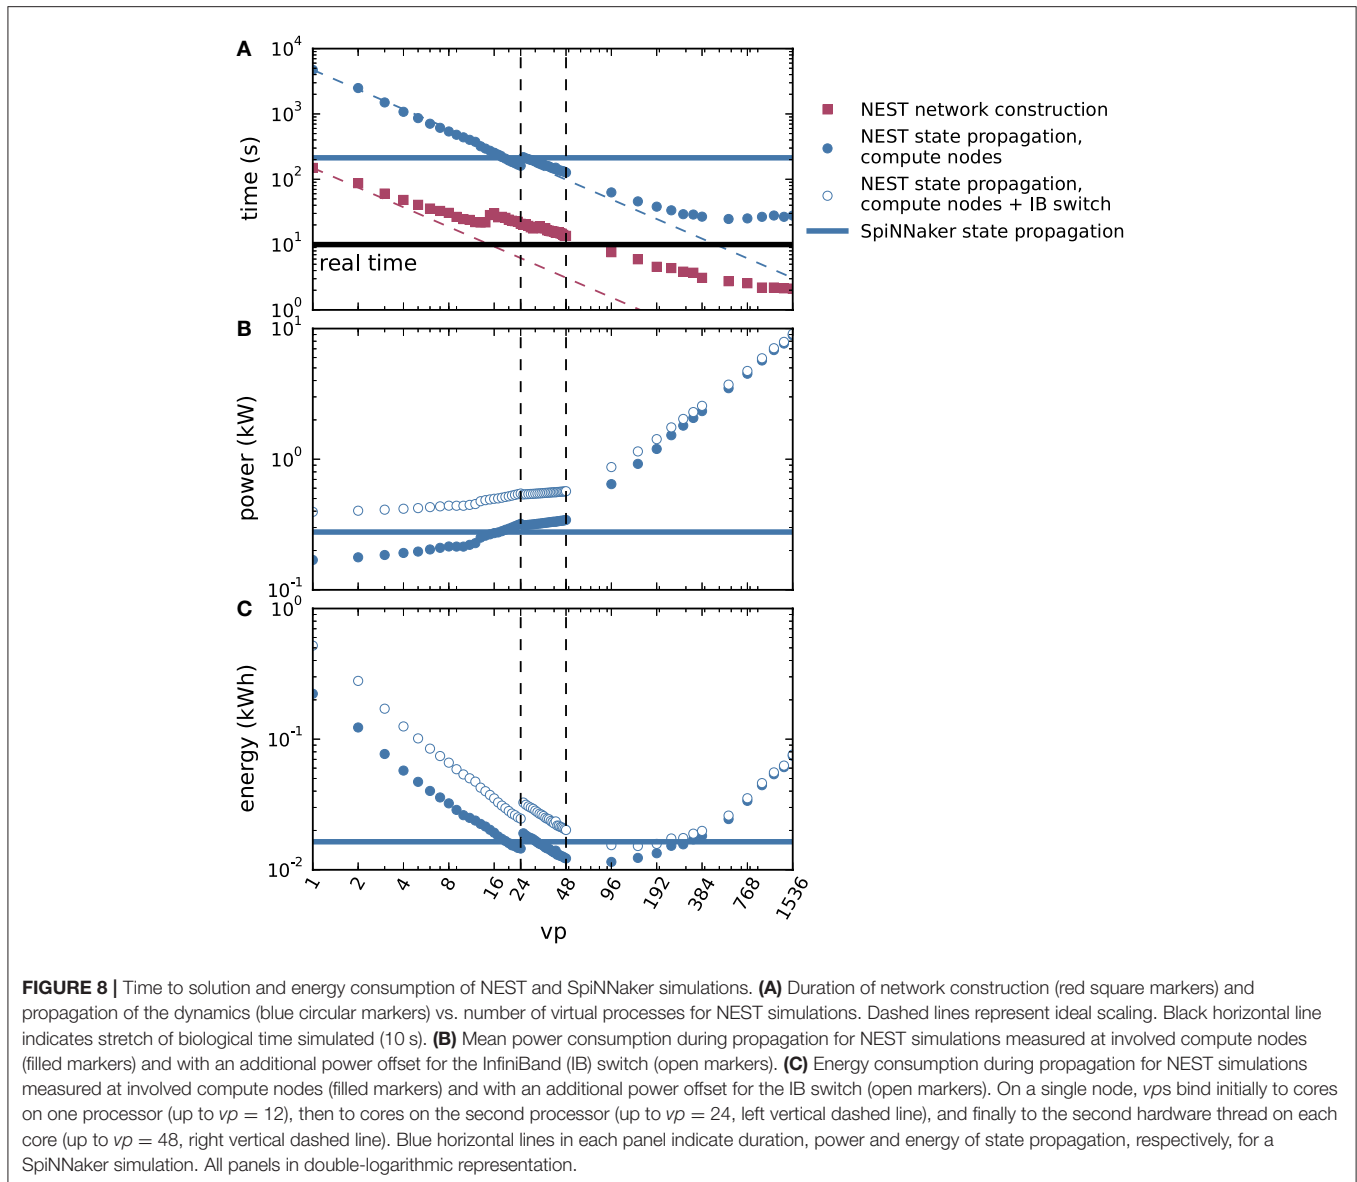 A
10^4
10^3
10^2
10^1
10^0
time (s)
real time
NEST network construction
NEST state propagation,
compute nodes
NEST state propagation,
compute nodes + IB switch
SpiNNaker state propagation
B
10^1
10^0
10^-1
power (kW)
C
10^0
10^-1
10^-2
energy (kWh)
1 2 4 8 16 24 48 96 192 384 768 1536
vp
FIGURE 8 | Time to solution and energy consumption of NEST and SpiNNaker simulations. (A) Duration of network construction (red square markers) and
propagation of the dynamics (blue circular markers) vs. number of virtual processes for NEST simulations. Dashed lines represent ideal scaling. Black horizontal line
indicates stretch of biological time simulated (10 s). (B) Mean power consumption during propagation for NEST simulations measured at involved compute nodes
(filled markers) and with an additional power offset for the InfiniBand (IB) switch (open markers). (C) Energy consumption during propagation for NEST simulations
measured at involved compute nodes (filled markers) and with an additional power offset for the IB switch (open markers). On a single node, vps bind initially to cores
on one processor (up to vp = 12), then to cores on the second processor (up to vp = 24, left vertical dashed line), and finally to the second hardware thread on each
core (up to vp = 48, right vertical dashed line). Blue horizontal lines in each panel indicate duration, power and energy of state propagation, respectively, for a
SpiNNaker simulation. All panels in double-logarithmic representation.